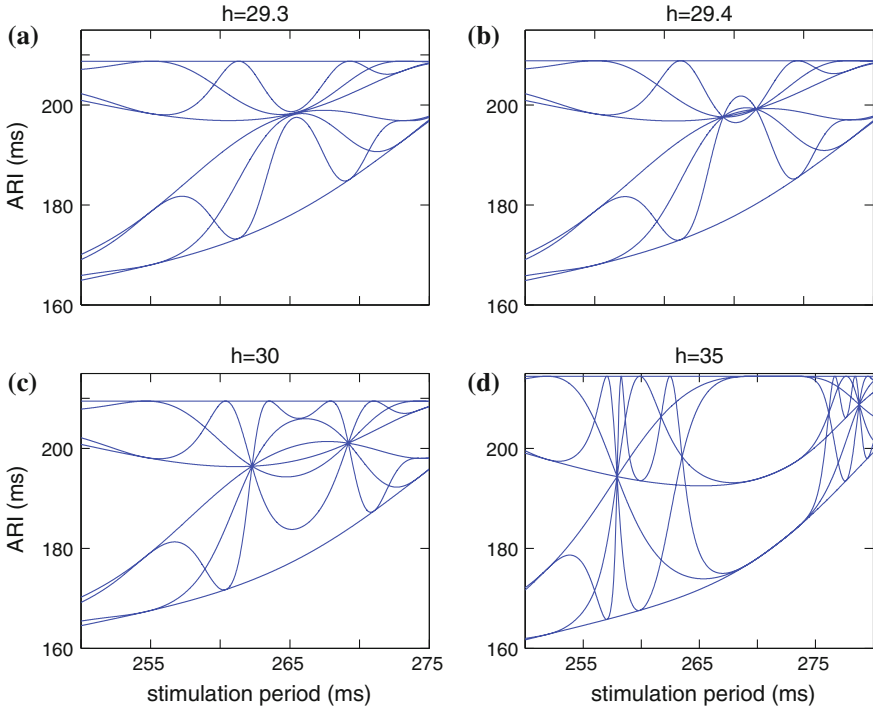 (a)
h=29.3
(b)
h=29.4
ARI (ms)
200
180
160
200
180
160
(c)
h=30
(d)
h=35
ARI (ms)
200
180
160
200
180
160
255
265
275
255
265
275
stimulation period (ms)
stimulation period (ms)